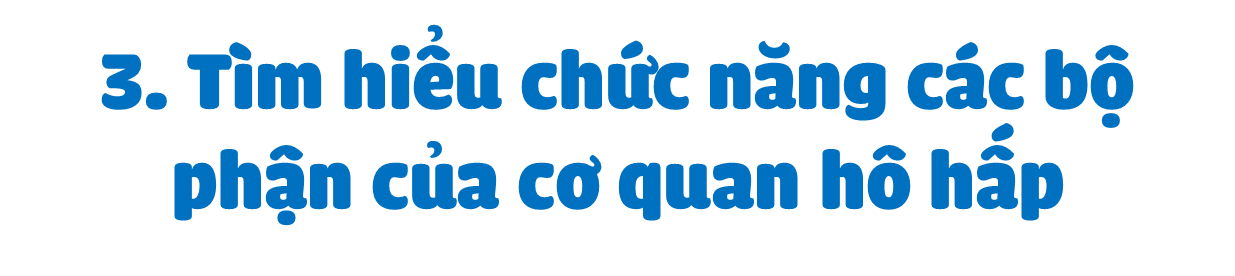 3. Tìm hiểu chức năng các bộ
phận của cơ quan hô hấp